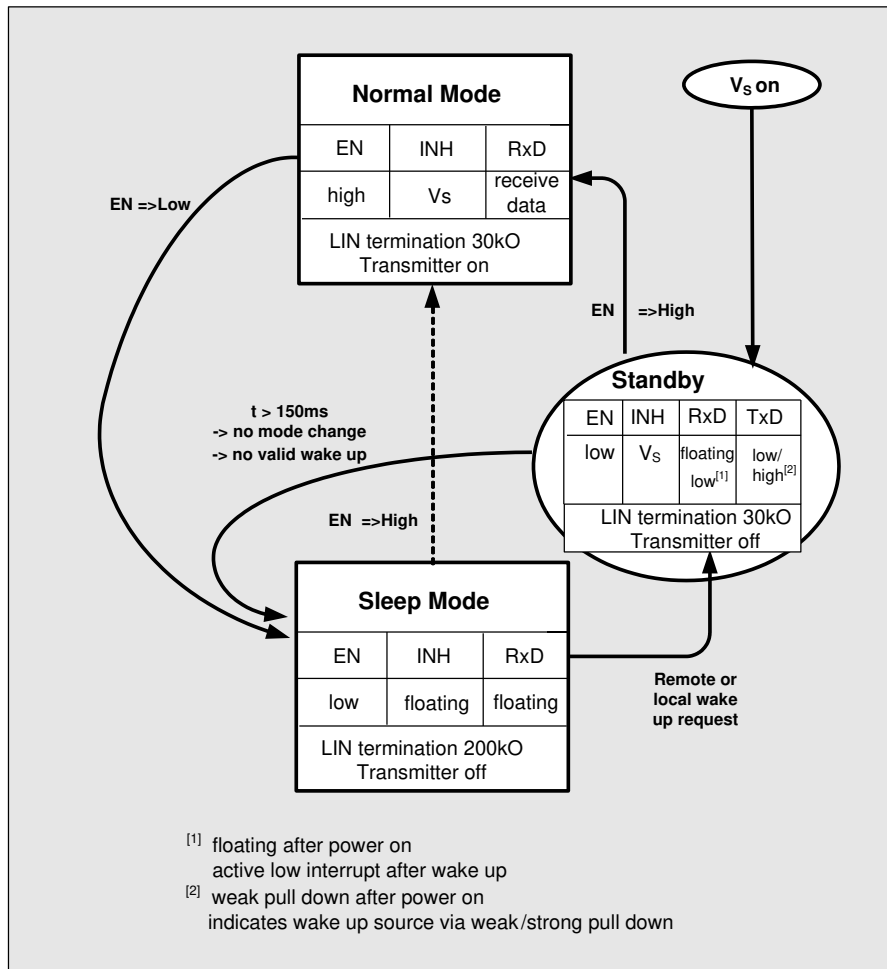 Normal Mode
EN INH RxD
high Vs receive data
LIN termination 30kO
Transmitter on
VS on
EN =>Low
EN =>High
t > 150ms
-> no mode change
-> no valid wake up
EN =>High
Standby
EN INH RxD TxD
low VS floating low[1] low/ high[2]
LIN termination 30kO
Transmitter off
Sleep Mode
EN INH RxD
low floating floating
LIN termination 200kO
Transmitter off
Remote or
local wake
up request
[1] floating after power on
active low interrupt after wake up
[2] weak pull down after power on
indicates wake up source via weak/strong pull down